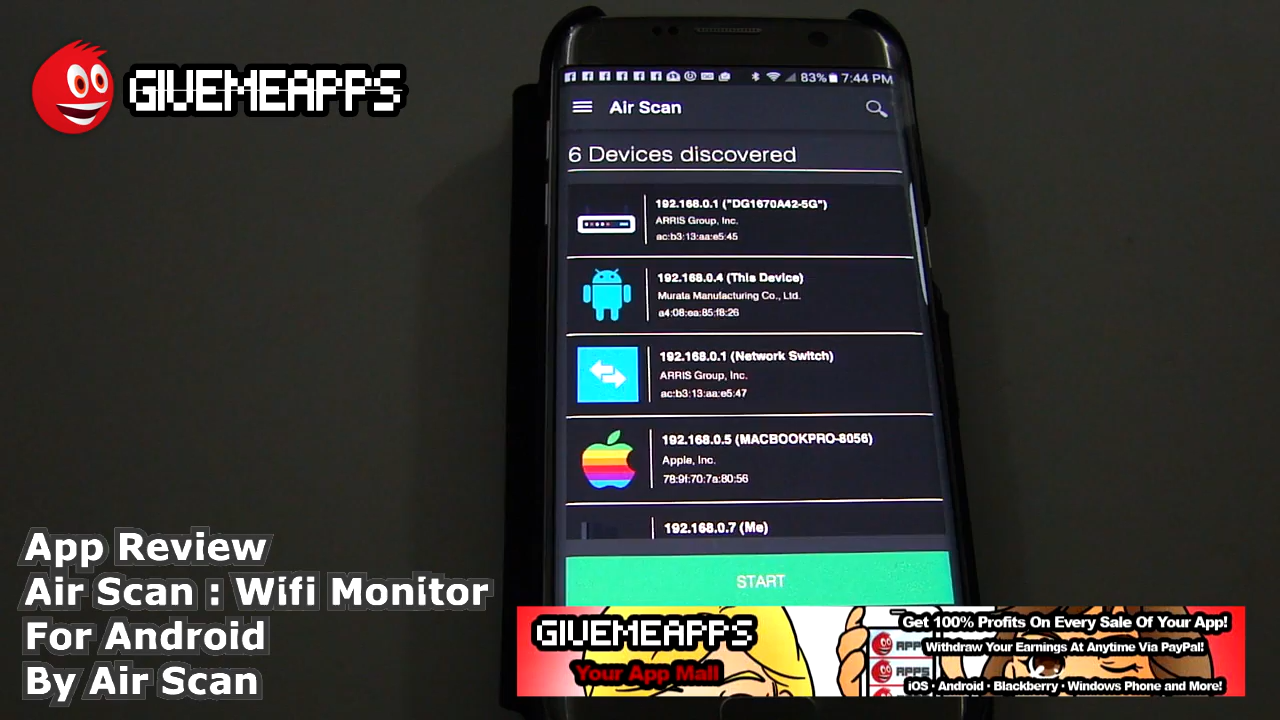 GIVEMEAPPS
83% 7:44 PM
Air Scan
6 Devices discovered
192.168.0.1 ("DG1670A42-5G")
ARRIS Group, Inc.
ac:b3:13:aa:e5:45
192.168.0.4 (This Device)
Murata Manufacturing Co., Ltd.
a4:08:ea:85:f8:26
192.168.0.1 (Network Switch)
ARRIS Group, Inc.
ac:b3:13:aa:e5:47
192.168.0.5 (MACBOOKPRO-8056)
Apple, Inc.
78:9f:70:7a:80:56
192.168.0.7 (Me)
START
App Review
Air Scan : Wifi Monitor
For Android
By Air Scan
GIVEMEAPPS
Your App Mall
Get 100% Profits On Every Sale Of Your App!
Withdraw Your Earnings At Anytime Via PayPal!
iOS • Android • Blackberry • Windows Phone and More!